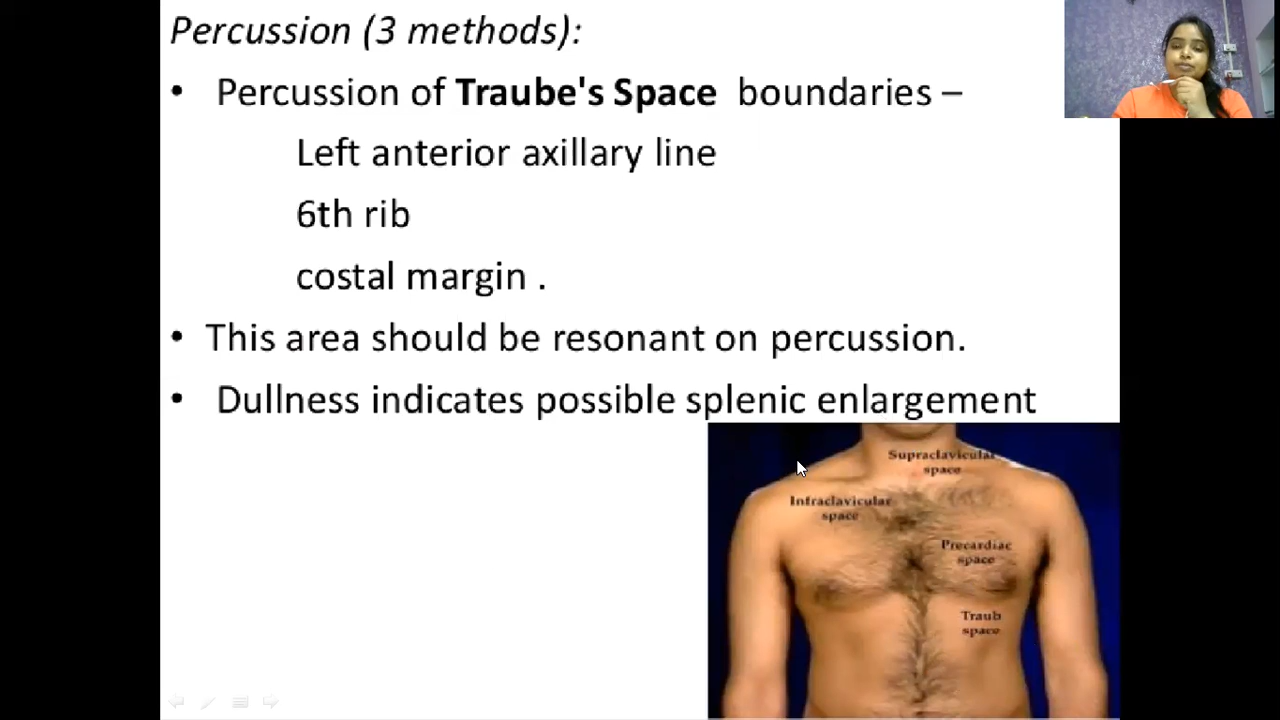 Percussion (3 methods):
• Percussion of Traube's Space boundaries –
Left anterior axillary line
6th rib
costal margin .
• This area should be resonant on percussion.
• Dullness indicates possible splenic enlargement
Supraclavicular
space
Infraclavicular
space
Precardiac
space
Traub
space